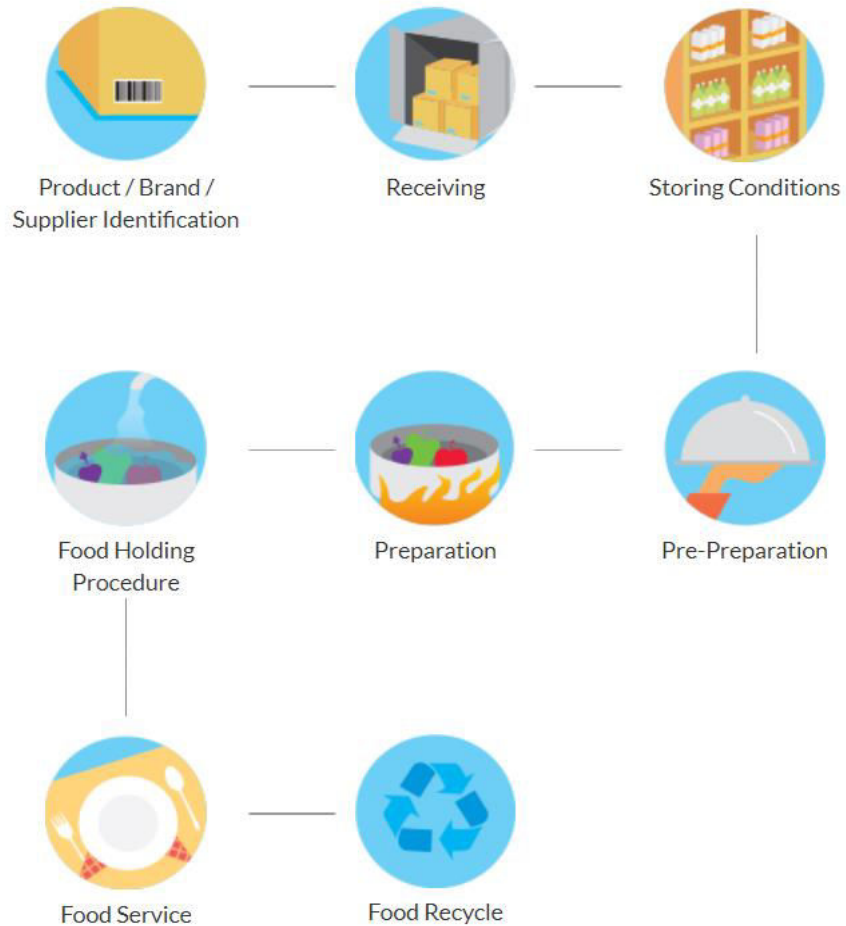 Product / Brand /
Supplier Identification
Receiving
Storing Conditions
Food Holding
Procedure
Preparation
Pre-Preparation
Food Service
Food Recycle